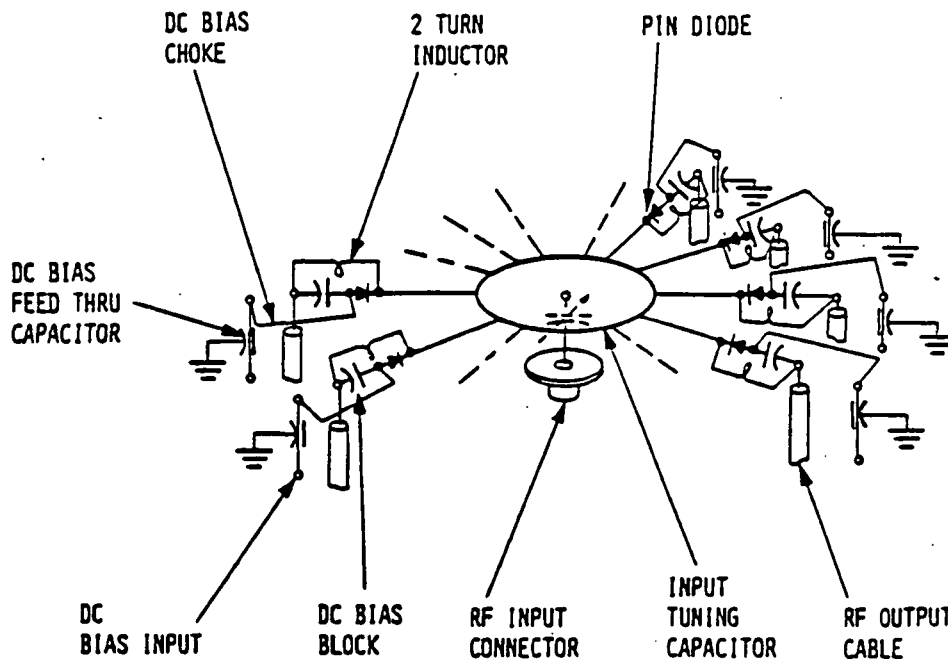 DC BIAS
CHOKE
2 TURN
INDUCTOR
PIN DIODE
DC BIAS
FEED THRU
CAPACITOR
DC
BIAS INPUT
DC BIAS
BLOCK
RF INPUT
CONNECTOR
INPUT
TUNING
CAPACITOR
RF OUTPUT
CABLE